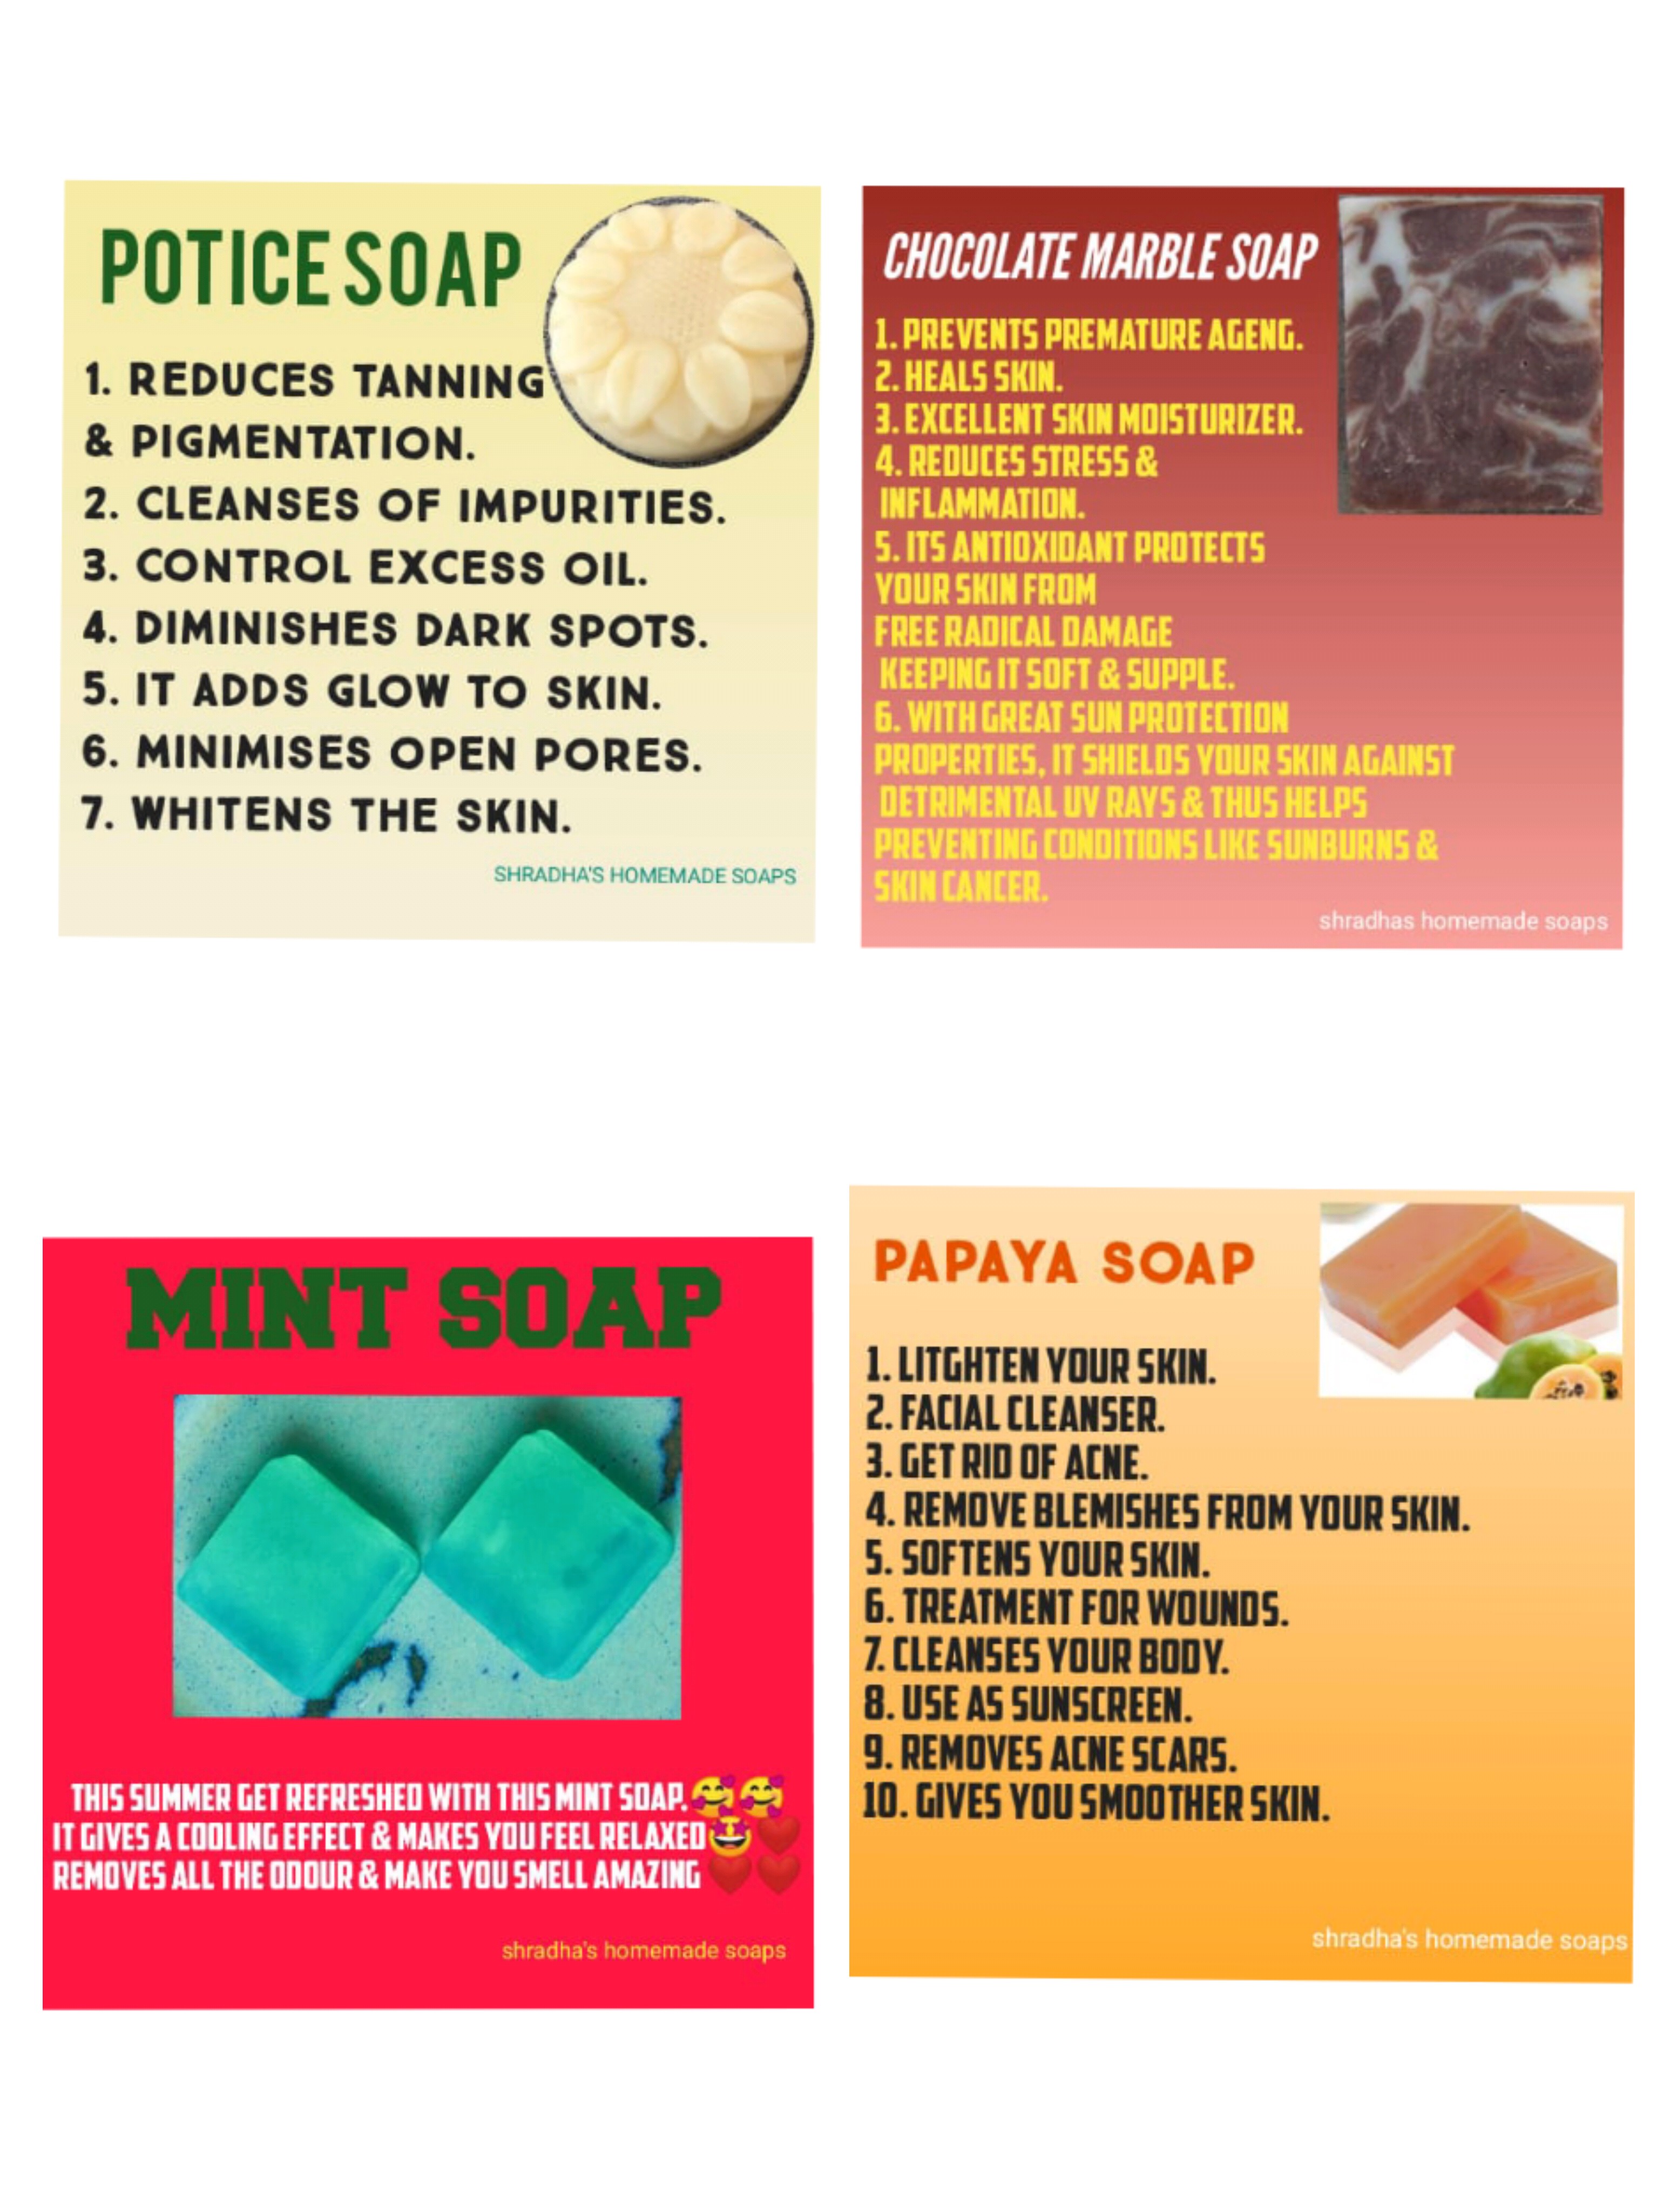 POTICE SOAP
1. REDUCES TANNING
& PIGMENTATION.
2. CLEANSES OF IMPURITIES.
3. CONTROL EXCESS OIL.
4. DIMINISHES DARK SPOTS.
5. IT ADDS GLOW TO SKIN.
6. MINIMISES OPEN PORES.
7. WHITENS THE SKIN.
SHRADHA'S HOMEMADE SOAPS
CHOCOLATE MARBLE SOAP
1. PREVENTS PREMATURE AGENG.
2. HEALS SKIN.
3. EXCELLENT SKIN MOISTURIZER.
4. REDUCES STRESS &
INFLAMMATION.
5. ITS ANTIOXIDANT PROTECTS
YOUR SKIN FROM
FREE RADICAL DAMAGE
KEEPING IT SOFT & SUPPLE.
6. WITH GREAT SUN PROTECTION
PROPERTIES, IT SHIELDS YOUR SKIN AGAINST
DETRIMENTAL UV RAYS & THUS HELPS
PREVENTING CONDITIONS LIKE SUNBURNS &
SKIN CANCER.
shradhas homemade soaps
MINT SOAP
THIS SUMMER GET REFRESHED WITH THIS MINT SOAP.🥰🥰
IT GIVES A COOLING EFFECT & MAKES YOU FEEL RELAXED🤩❤️
REMOVES ALL THE ODOUR & MAKE YOU SMELL AMAZING❤️❤️
shradha's homemade soaps
PAPAYA SOAP
1. LITGHTEN YOUR SKIN.
2. FACIAL CLEANSER.
3. GET RID OF ACNE.
4. REMOVE BLEMISHES FROM YOUR SKIN.
5. SOFTENS YOUR SKIN.
6. TREATMENT FOR WOUNDS.
7. CLEANSES YOUR BODY.
8. USE AS SUNSCREEN.
9. REMOVES ACNE SCARS.
10. GIVES YOU SMOOTHER SKIN.
shradha's homemade soaps